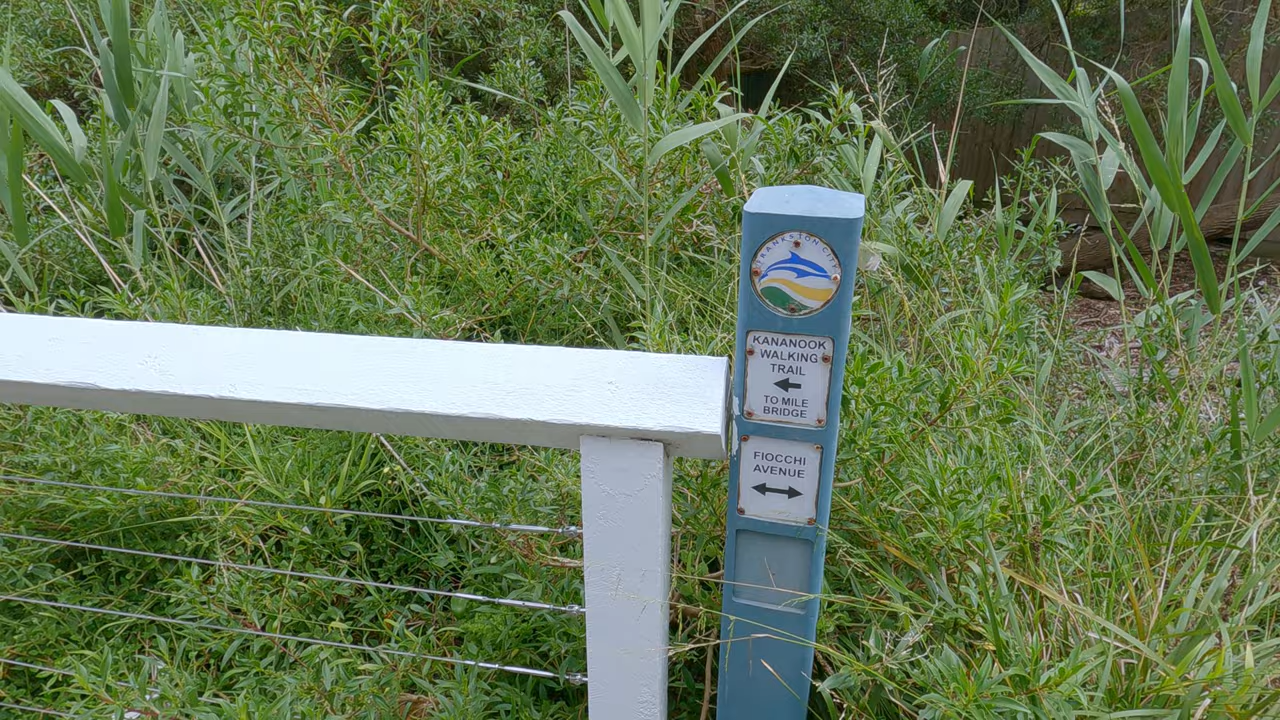 FRANKSTON CITY
KANANOOK
WALKING
TRAIL
TO MILE
BRIDGE
FIOCCHI
AVENUE